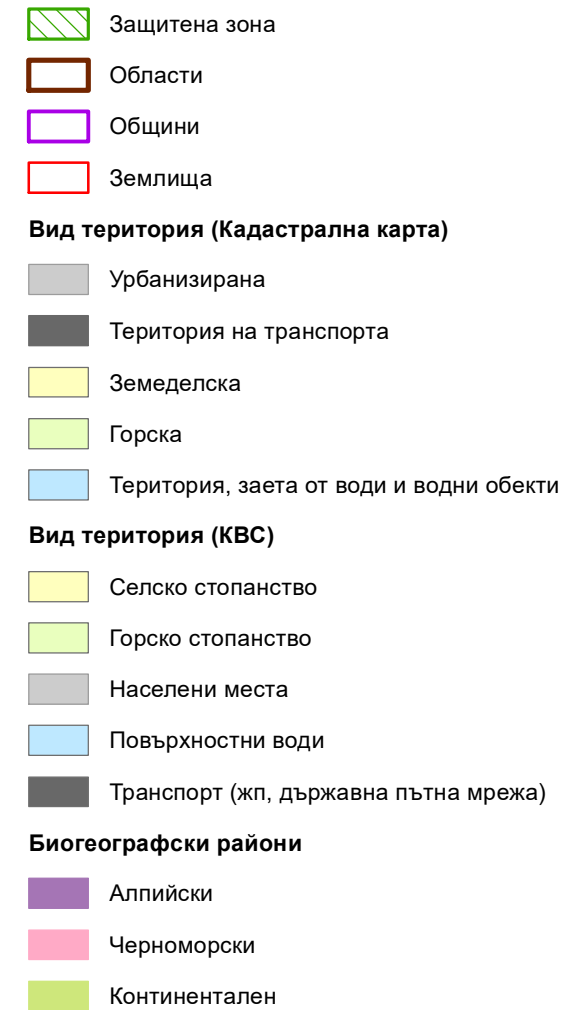 Защитена зона
Области
Общини
Землища
Вид територия (Кадастрална карта)
Урбанизирана
Територия на транспорта
Земеделска
Горска
Територия, заета от води и водни обекти
Вид територия (КВС)
Селско стопанство
Горско стопанство
Населени места
Повърхностни води
Транспорт (жп, държавна пътна мрежа)
Биогеографски райони
Алпийски
Черноморски
Континентален